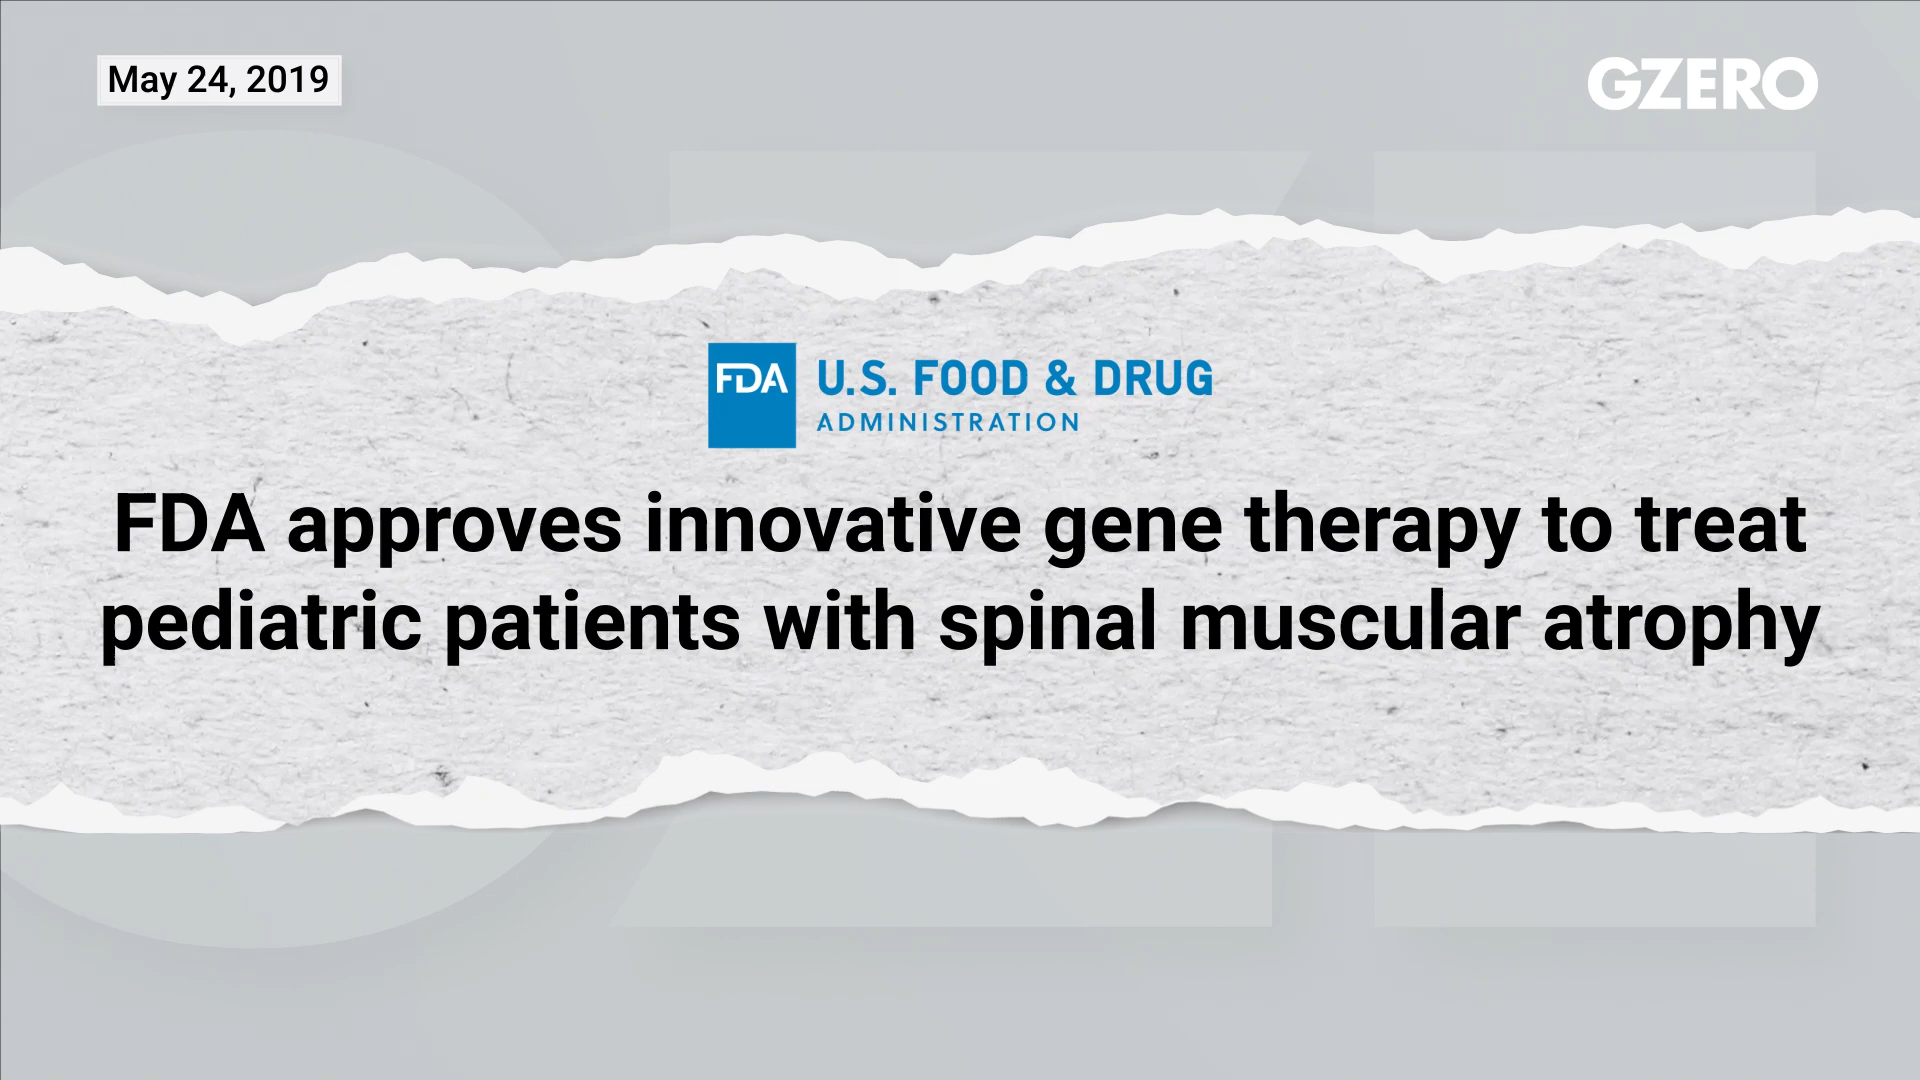 May 24, 2019
GZERO
FDA
U.S. FOOD & DRUG
ADMINISTRATION
FDA approves innovative gene therapy to treat
pediatric patients with spinal muscular atrophy